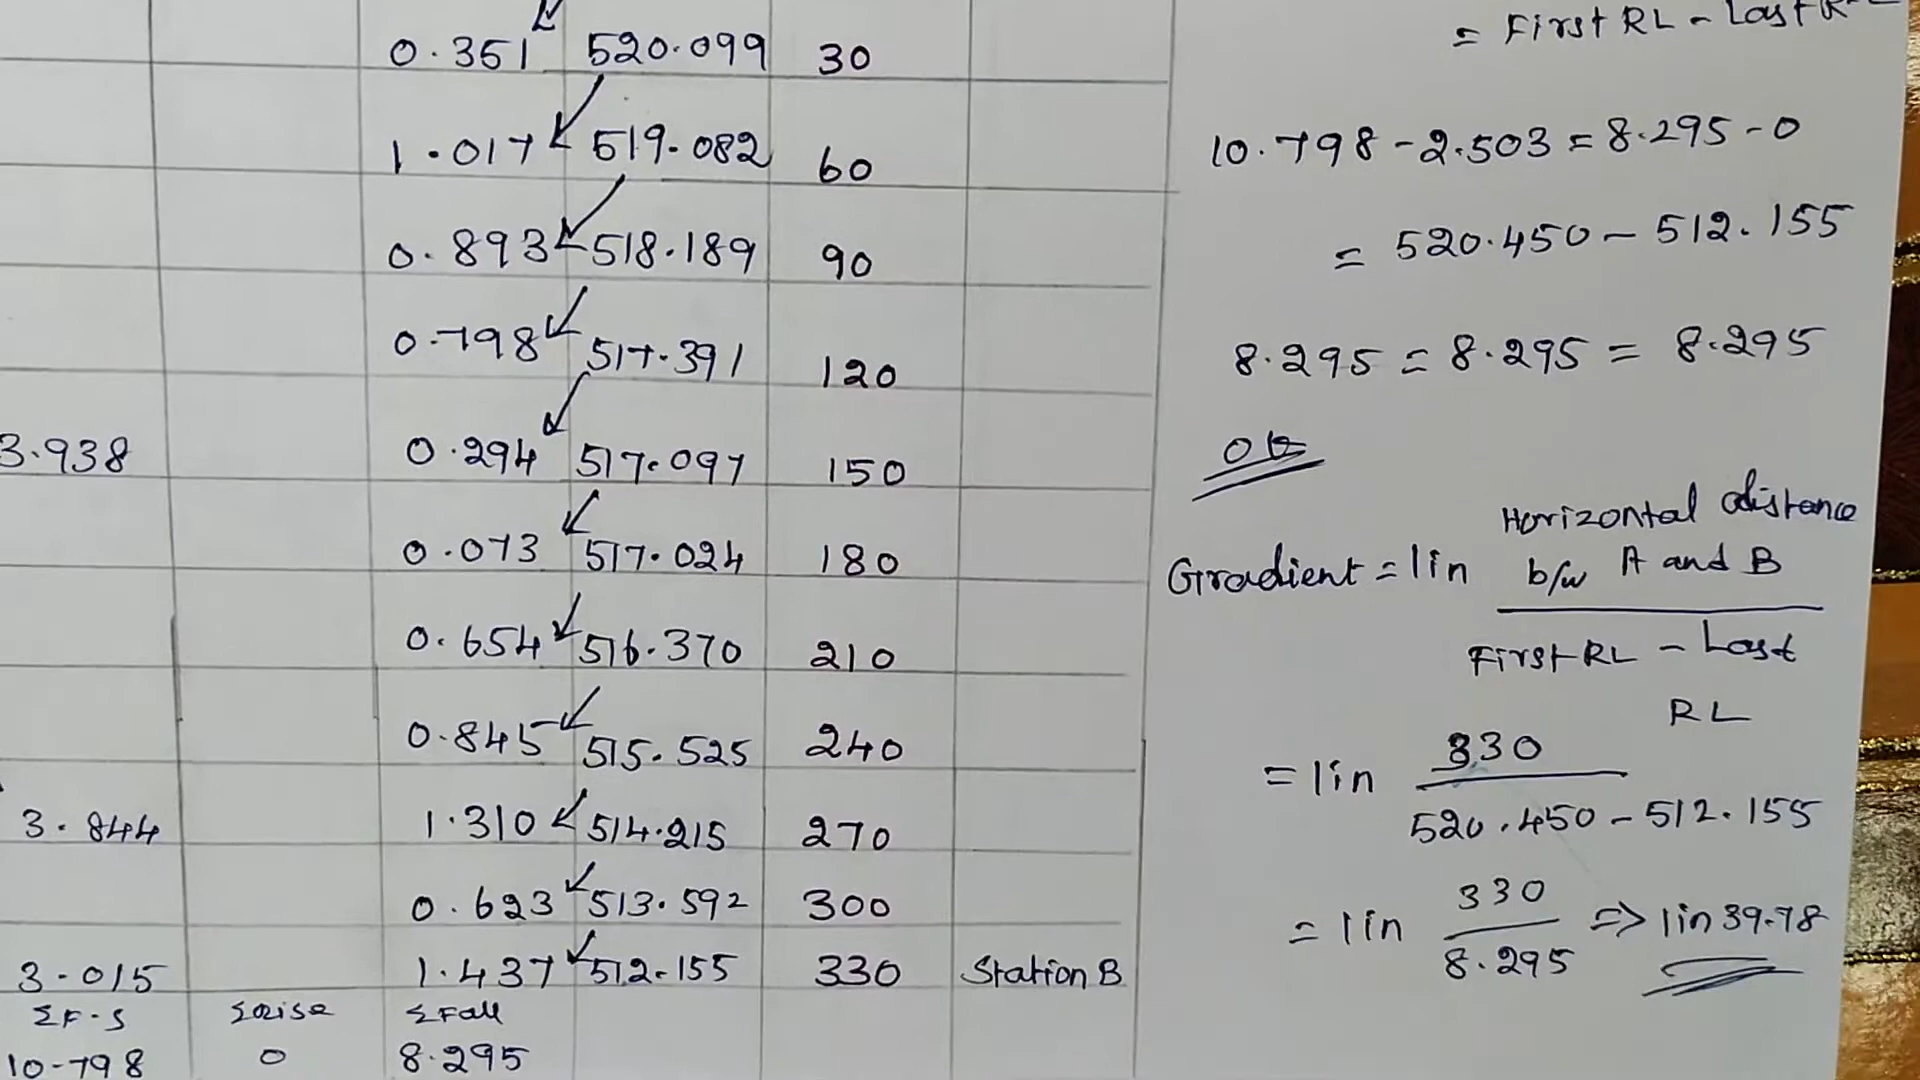 0.351 520.099 30
1.017 519.082 60
0.893 518.189 90
0.798 517.391 120
3.938 0.294 517.097 150
0.073 517.024 180
0.654 516.370 210
0.845 515.525 240
3.844 1.310 514.215 270
0.623 513.592 300
3.015 1.437 512.155 330 Station B
ΣF.S Σrise ΣFall
10.798 0 8.295
= First RL - Last RL
10.798 - 2.503 = 8.295 - 0
= 520.450 - 512.155
8.295 = 8.295 = 8.295
OK
Horizontal distance
Gradient = 1in b/w A and B
First RL - Last
RL
= 1in 330
520.450 - 512.155
= 1in 330 => 1in 39.78
8.295